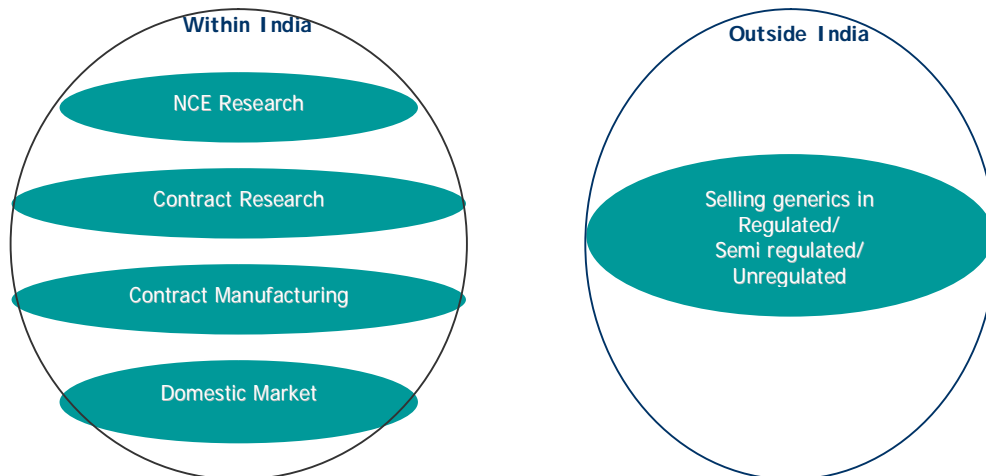 Within India
NCE Research
Contract Research
Contract Manufacturing
Domestic Market
Outside India
Selling generics in
Regulated/
Semi regulated/
Unregulated